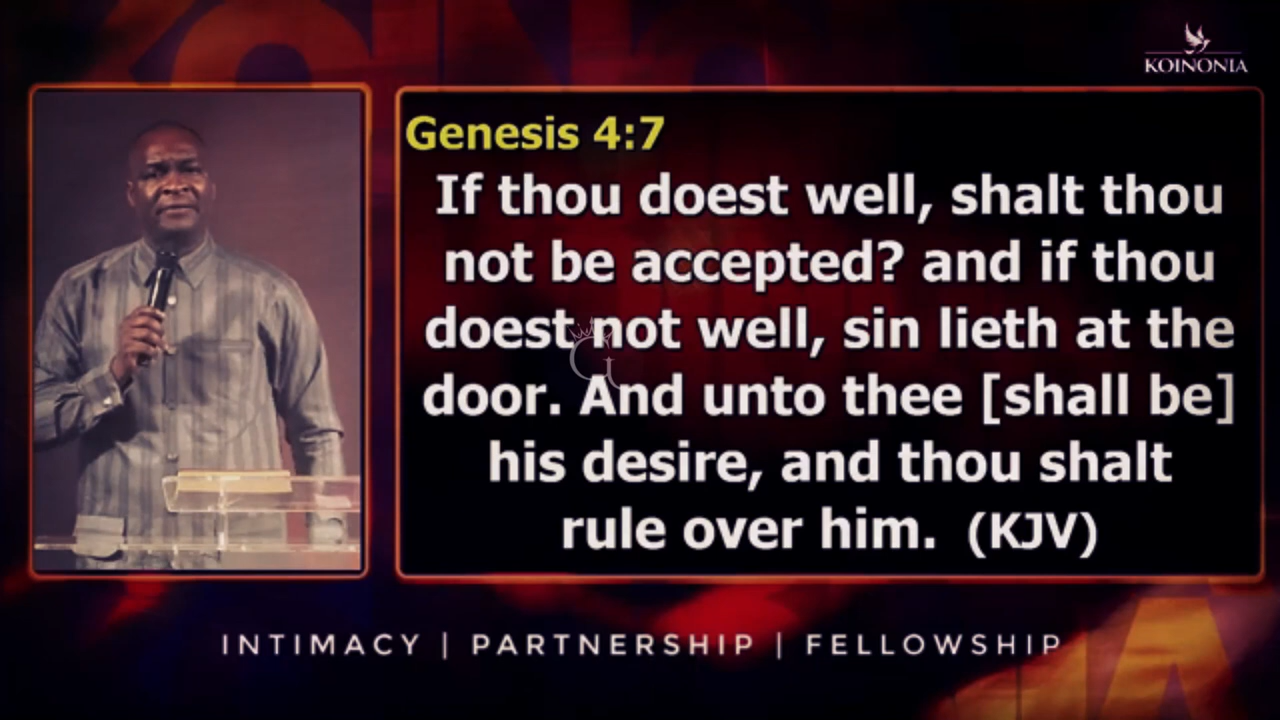 KOINONIA
Genesis 4:7
If thou doest well, shalt thou
not be accepted? and if thou
doest not well, sin lieth at the
door. And unto thee [shall be]
his desire, and thou shalt
rule over him. (KJV)
INTIMACY | PARTNERSHIP | FELLOWSHIP